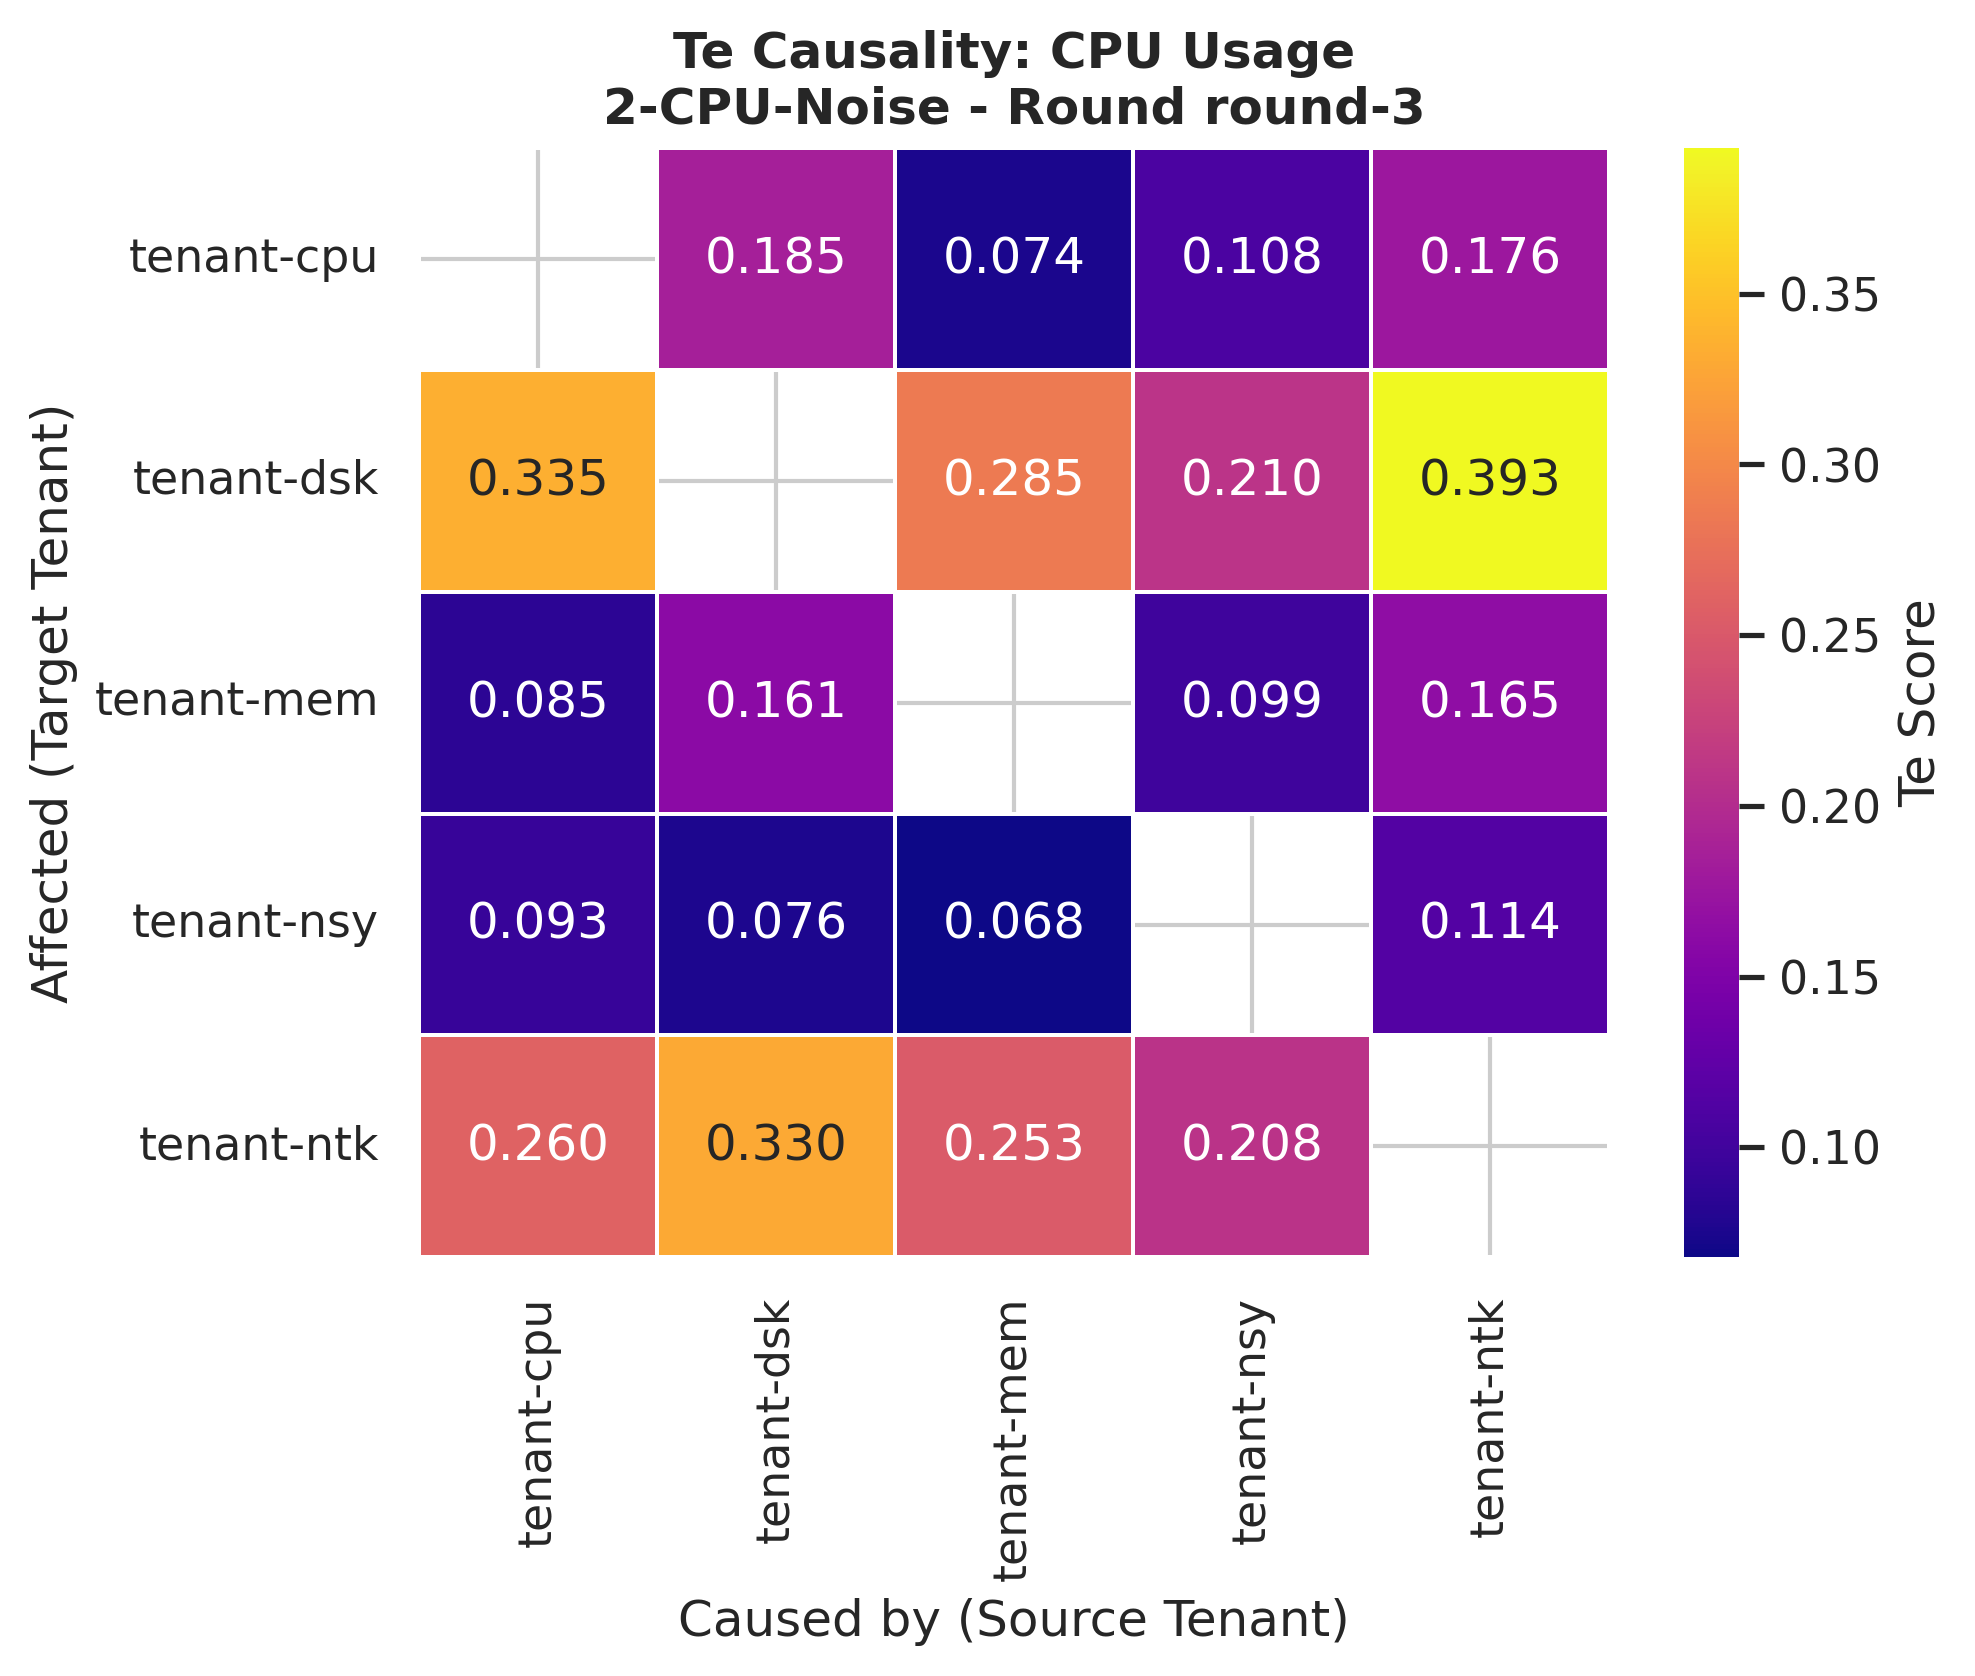 Te Causality: CPU Usage
2-CPU-Noise - Round round-3
tenant-cpu
0.185
0.074
0.108
0.176
tenant-dsk
0.335
0.285
0.210
0.393
tenant-mem
0.085
0.161
0.099
0.165
tenant-nsy
0.093
0.076
0.068
0.114
tenant-ntk
0.260
0.330
0.253
0.208
Affected (Target Tenant)
tenant-cpu
tenant-dsk
tenant-mem
tenant-nsy
tenant-ntk
Caused by (Source Tenant)
0.35
0.30
0.25
0.20
0.15
0.10
Te Score